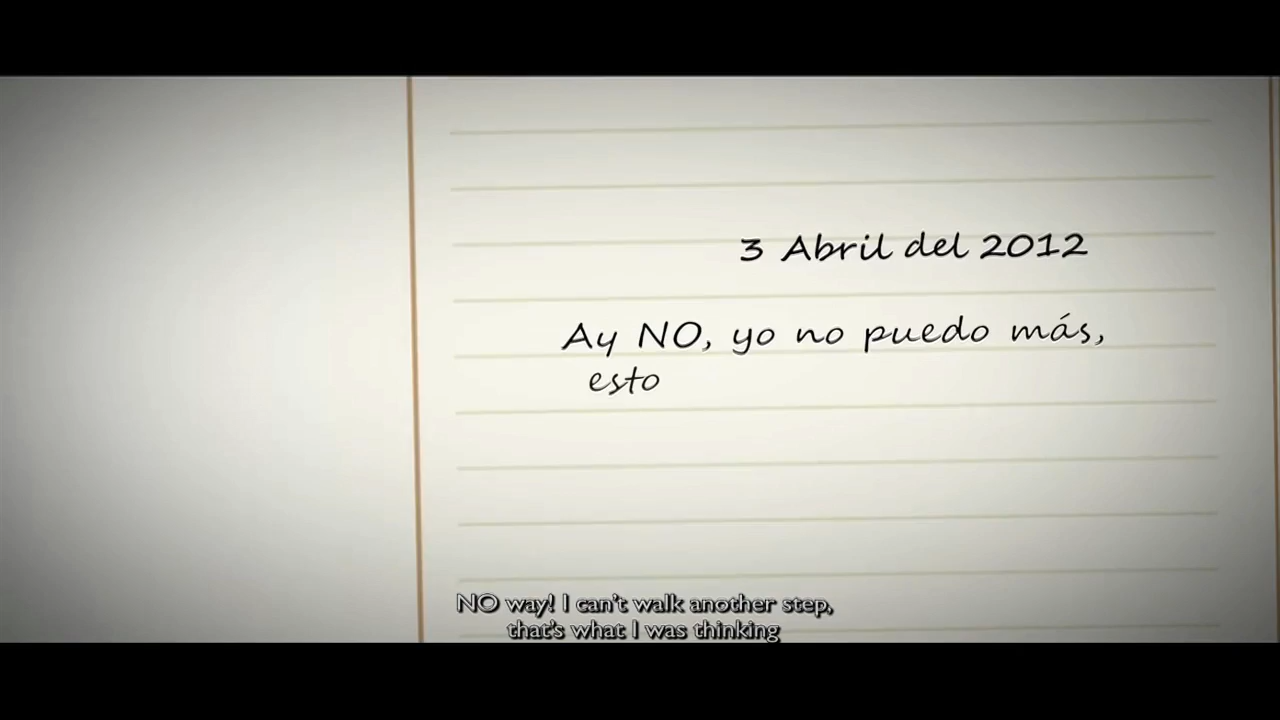 3 Abril del 2012
Ay NO, yo no puedo más,
esto
NO way! I can't walk another step,
that's what I was thinking